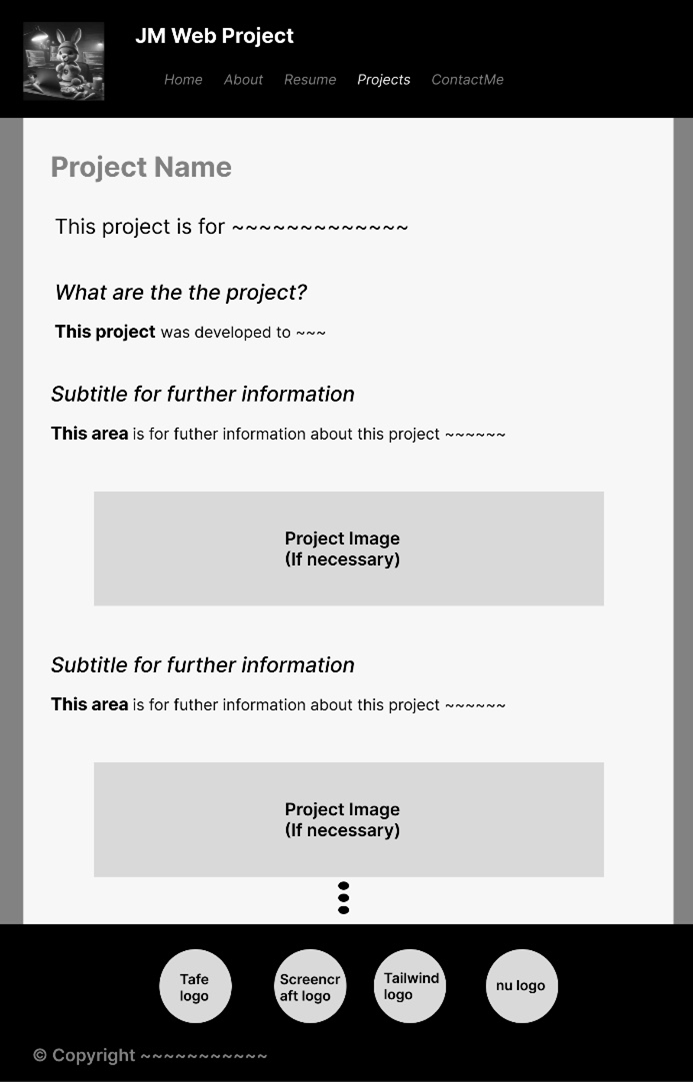 JM Web Project
Home About Resume Projects ContactMe
Project Name
This project is for ~~~~~~~~~~~~~
What are the the project?
This project was developed to ~~~
Subtitle for further information
This area is for futher information about this project ~~~~~~
Project Image
(If necessary)
Subtitle for further information
This area is for futher information about this project ~~~~~~
Project Image
(If necessary)
Tafe
logo
Screencr
aft logo
Tailwind
logo
nu logo
© Copyright ~~~~~~~~~~~